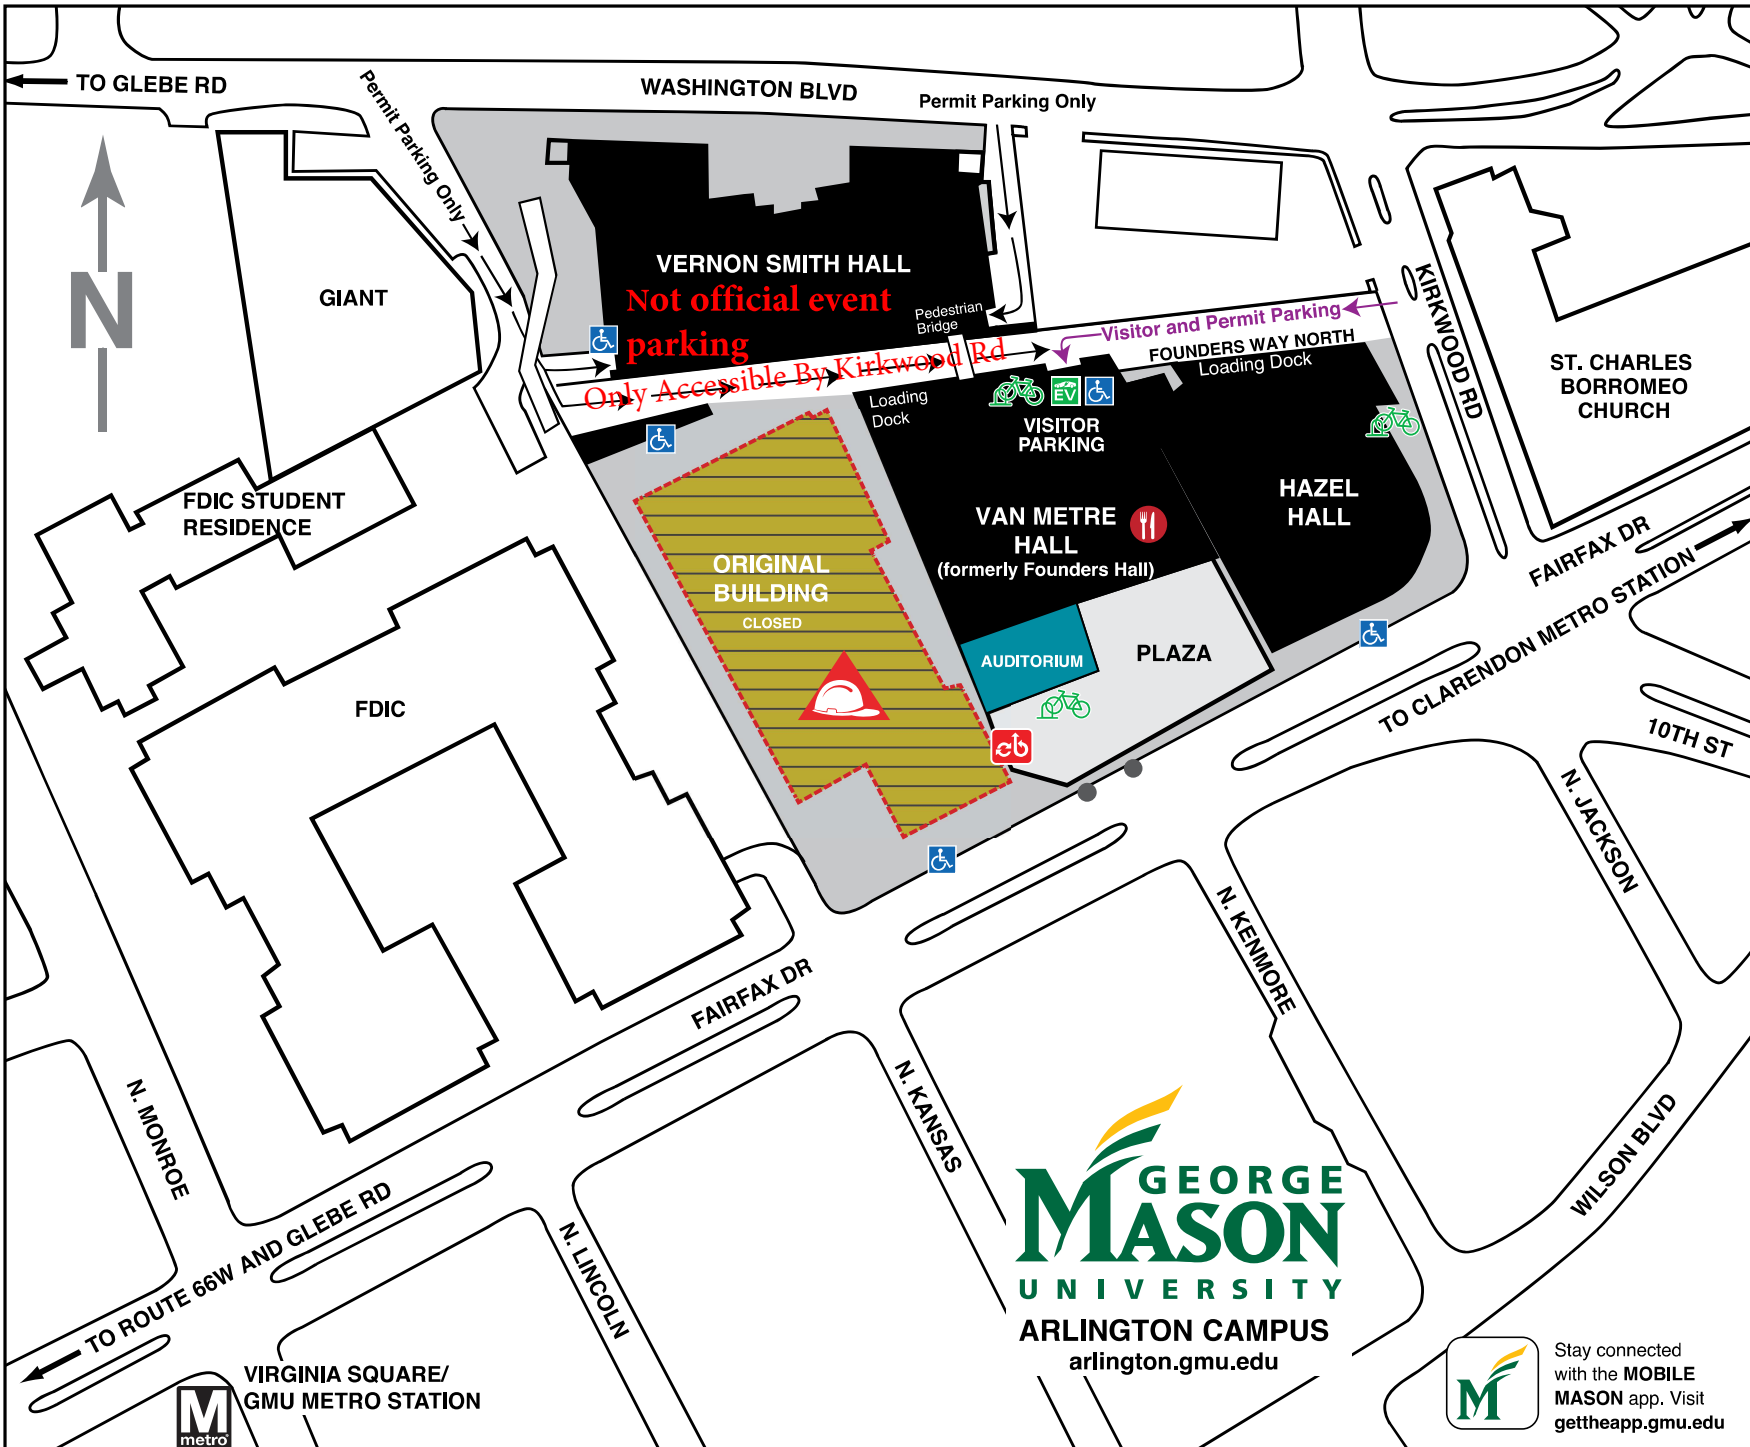 TO GLEBE RD
WASHINGTON BLVD
Permit Parking Only
Permit Parking Only
N
GIANT
VERNON SMITH HALL
Not official event
parking
Pedestrian
Bridge
Only Accessible By Kirkwood Rd
Visitor and Permit Parking
FOUNDERS WAY NORTH
Loading Dock
KIRKWOOD RD
ST. CHARLES
BORROMEO
CHURCH
Loading
Dock
EV
VISITOR
PARKING
HAZEL
HALL
FDIC STUDENT
RESIDENCE
VAN METRE
HALL
(formerly Founders Hall)
ORIGINAL
BUILDING
CLOSED
FAIRFAX DR
TO CLARENDON METRO STATION
AUDITORIUM
PLAZA
FDIC
cb
10TH ST
N. JACKSON
N. KENMORE
FAIRFAX DR
N. KANSAS
N. MONROE
WILSON BLVD
GEORGE
MASON
UNIVERSITY
ARLINGTON CAMPUS
arlington.gmu.edu
TO ROUTE 66W AND GLEBE RD
N. LINCOLN
VIRGINIA SQUARE/
GMU METRO STATION
M
metro
M
Stay connected
with the MOBILE
MASON app. Visit
gettheapp.gmu.edu